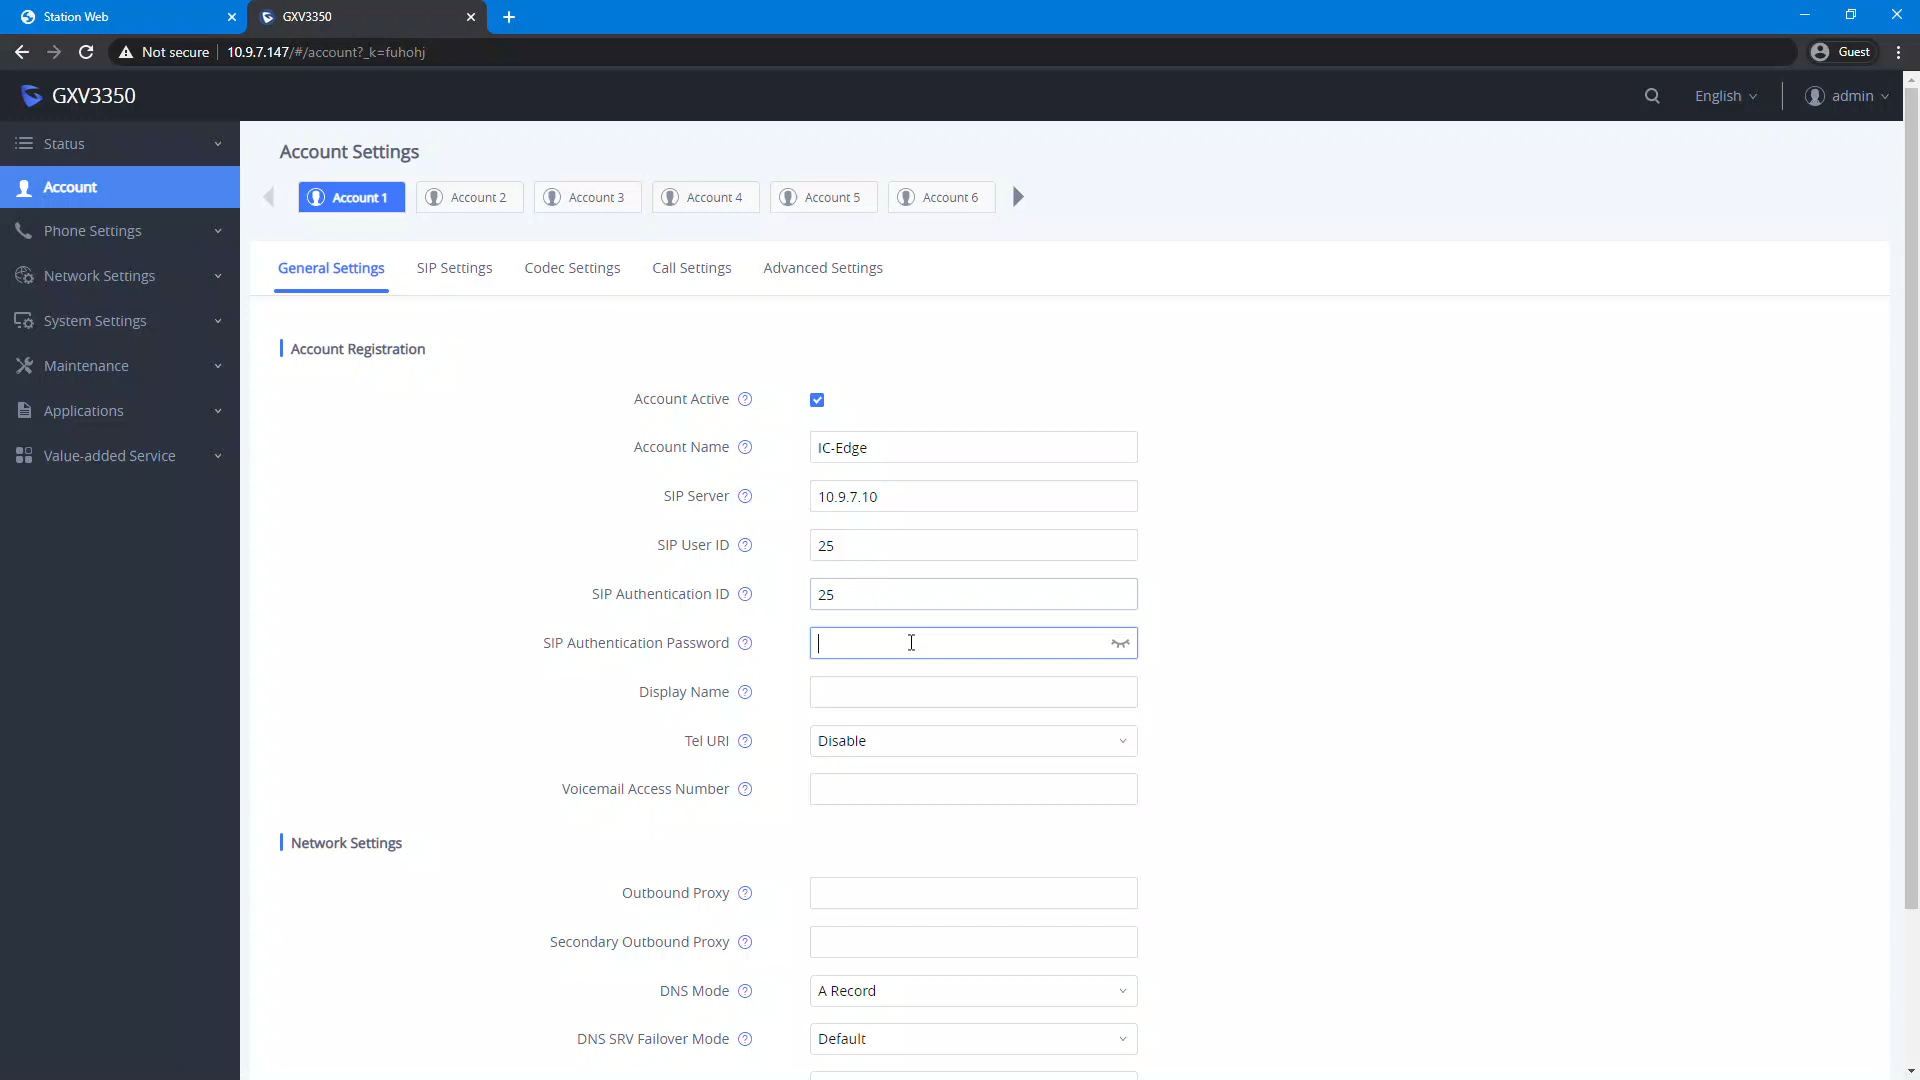 Station Web
GXV3350
Not secure
10.9.7.147/#/account?_k=fuhohj
Guest
GXV3350
English
admin
Status
Account
Phone Settings
Network Settings
System Settings
Maintenance
Applications
Value-added Service
Account Settings
Account 1
Account 2
Account 3
Account 4
Account 5
Account 6
General Settings
SIP Settings
Codec Settings
Call Settings
Advanced Settings
Account Registration
Account Active ?
Account Name ? IC-Edge
SIP Server ? 10.9.7.10
SIP User ID ? 25
SIP Authentication ID ? 25
SIP Authentication Password ?
Display Name ?
Tel URI ? Disable
Voicemail Access Number ?
Network Settings
Outbound Proxy ?
Secondary Outbound Proxy ?
DNS Mode ? A Record
DNS SRV Failover Mode ? Default